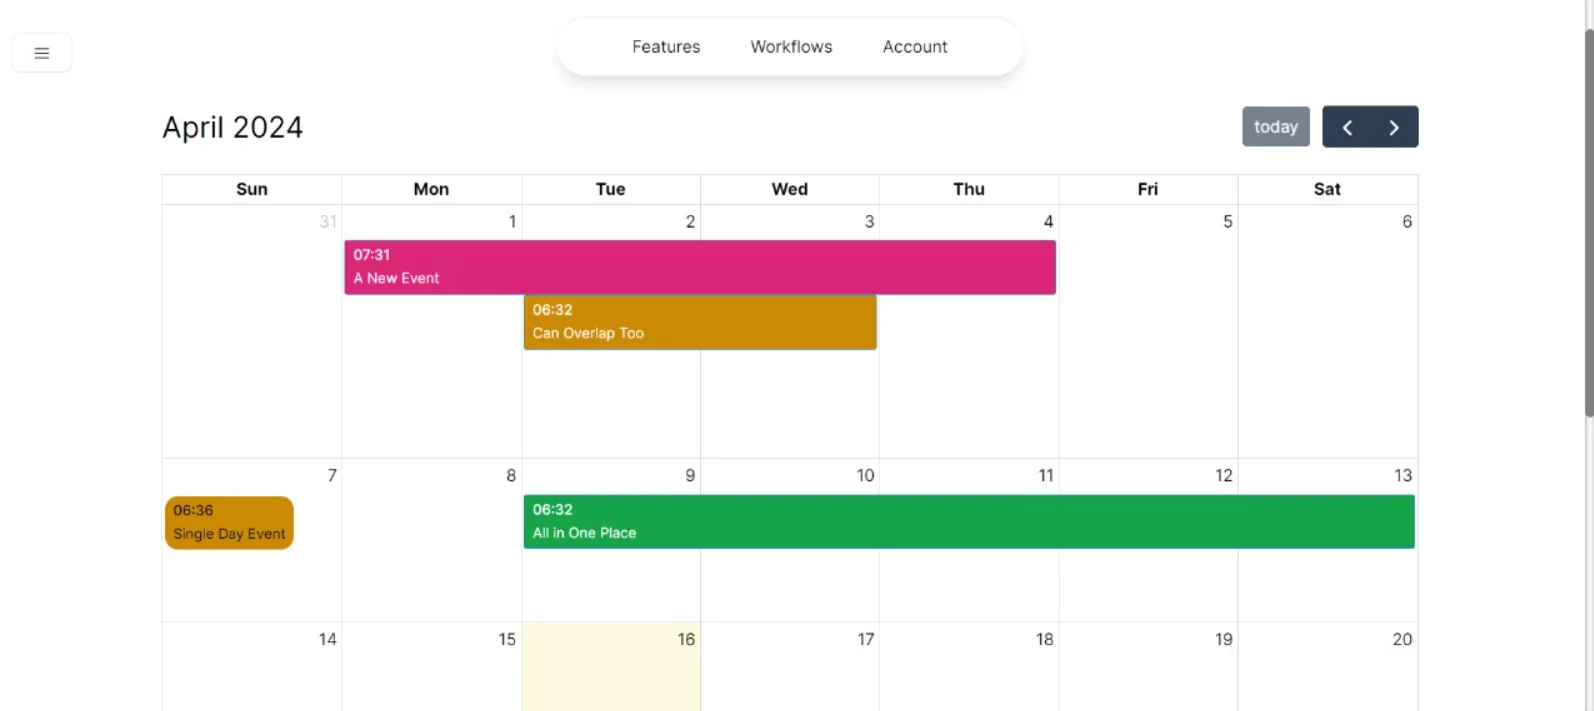 Features Workflows Account
April 2024
today
Sun Mon Tue Wed Thu Fri Sat
31 1 2 3 4 5 6
07:31
A New Event
06:32
Can Overlap Too
7 8 9 10 11 12 13
06:36
Single Day Event
06:32
All in One Place
14 15 16 17 18 19 20